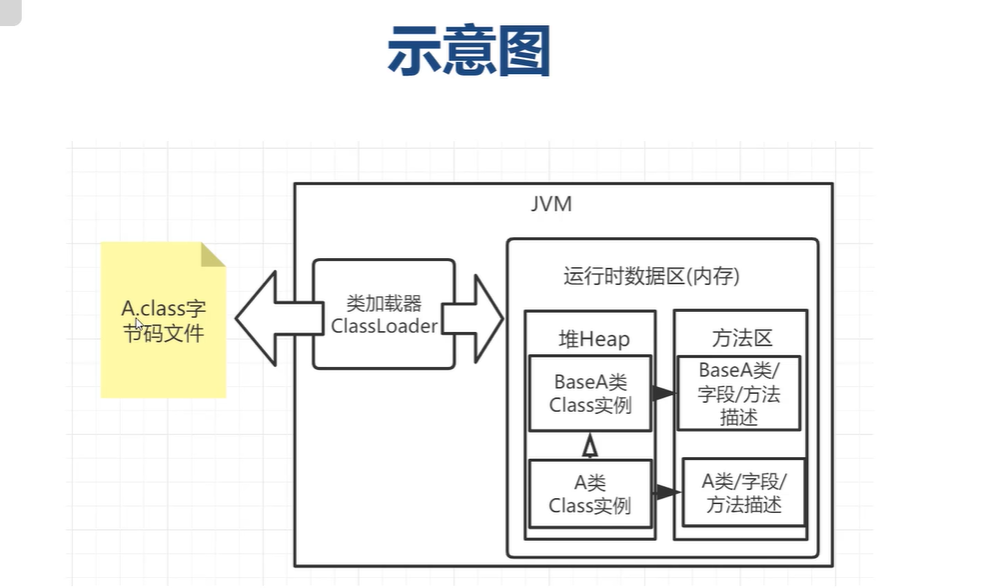 示意图
JVM
A.class字
节码文件
类加载器
ClassLoader
运行时数据区(内存)
堆Heap
BaseA类
Class实例
A类
Class实例
方法区
BaseA类/
字段/方法
描述
A类/字段/
方法描述